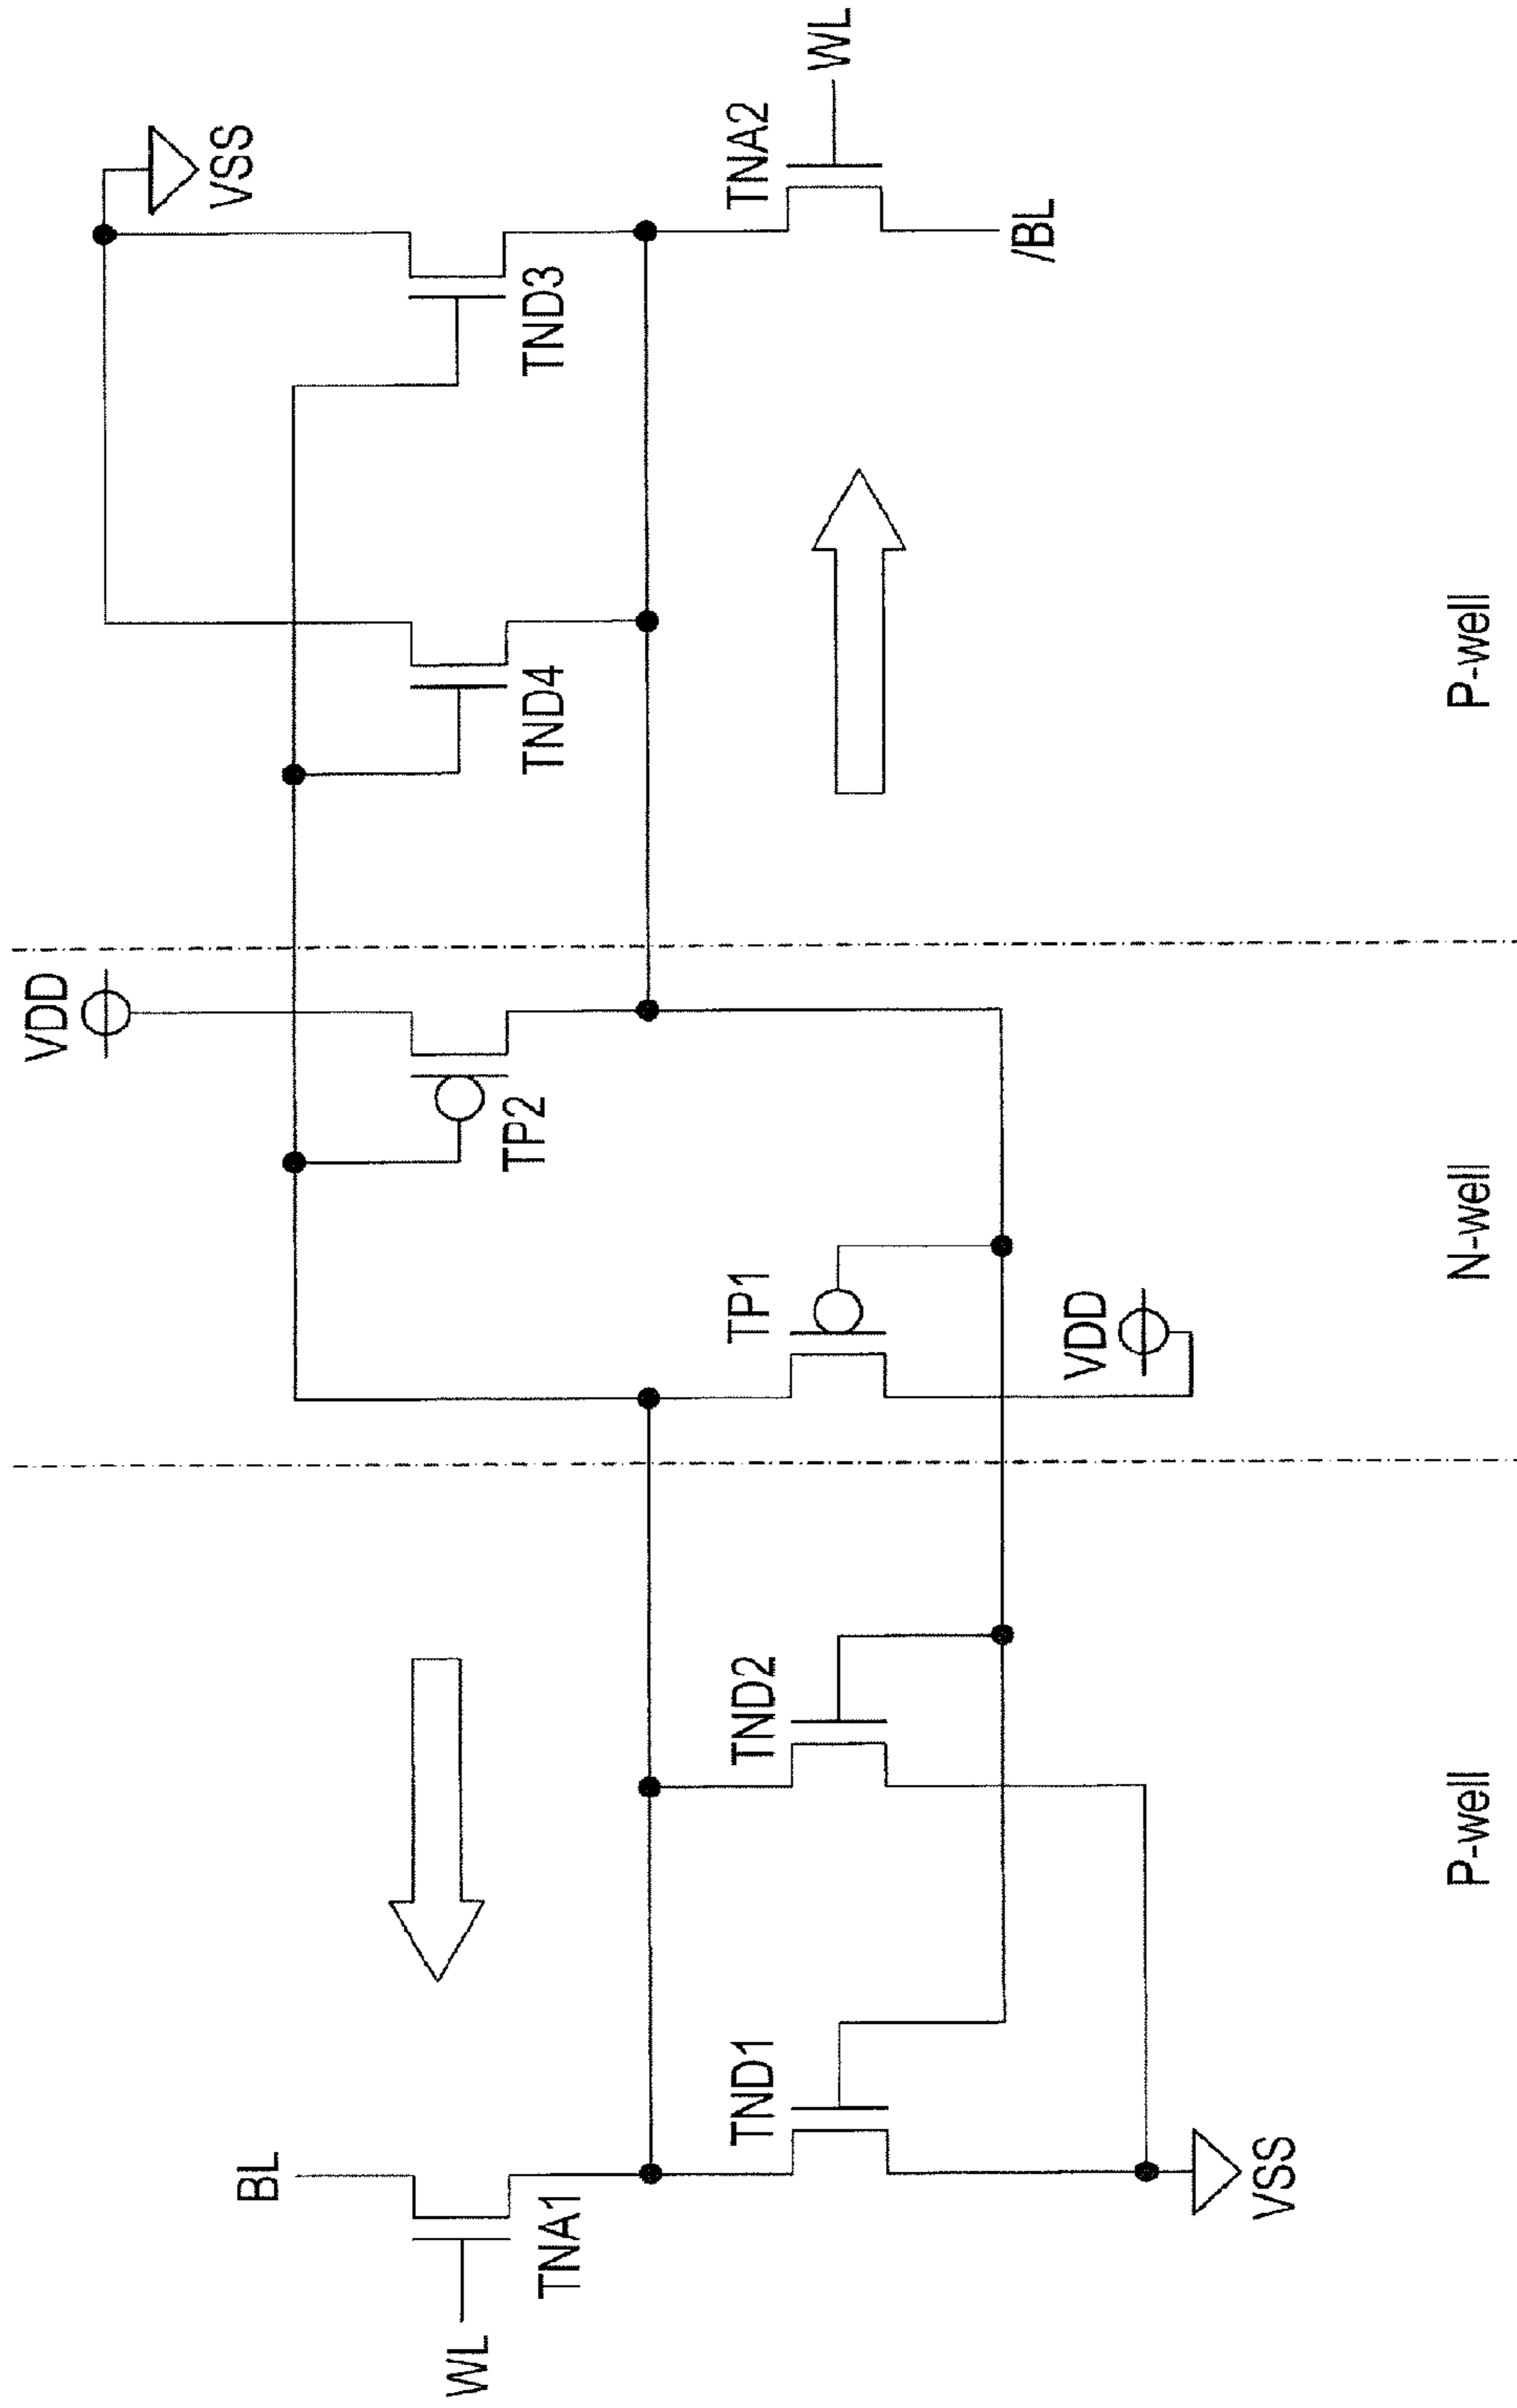 VDD
VSS
WL
TNA2
TND3
TND4
/BL
TP2
TP1
VDD
BL
WL
TNA1
TND2
TND1
VSS
P-well
N-well
P-well